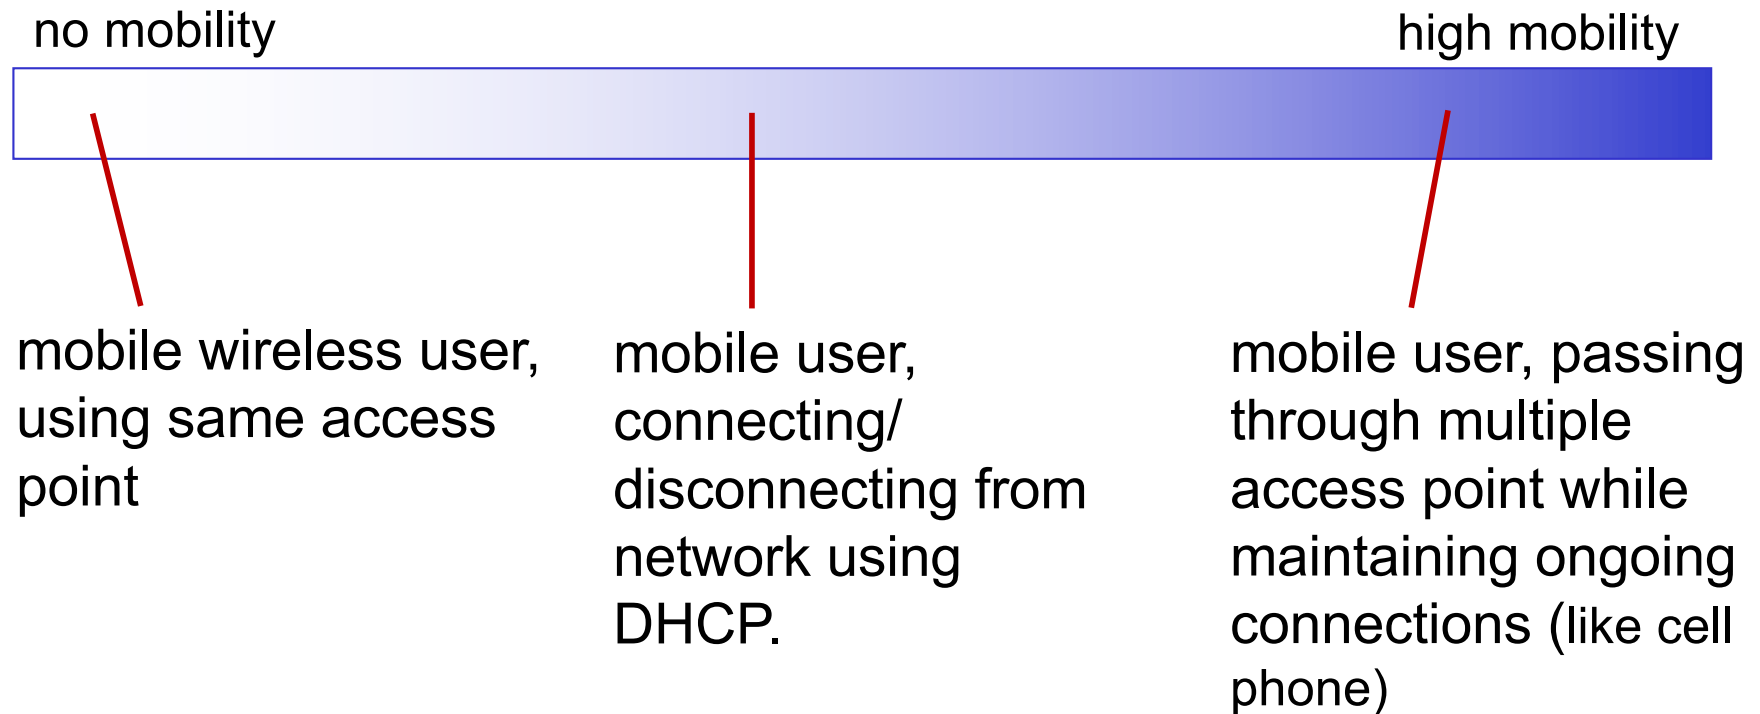 no mobility
high mobility
mobile wireless user,
using same access
point
mobile user,
connecting/
disconnecting from
network using
DHCP.
mobile user, passing
through multiple
access point while
maintaining ongoing
connections (like cell
phone)